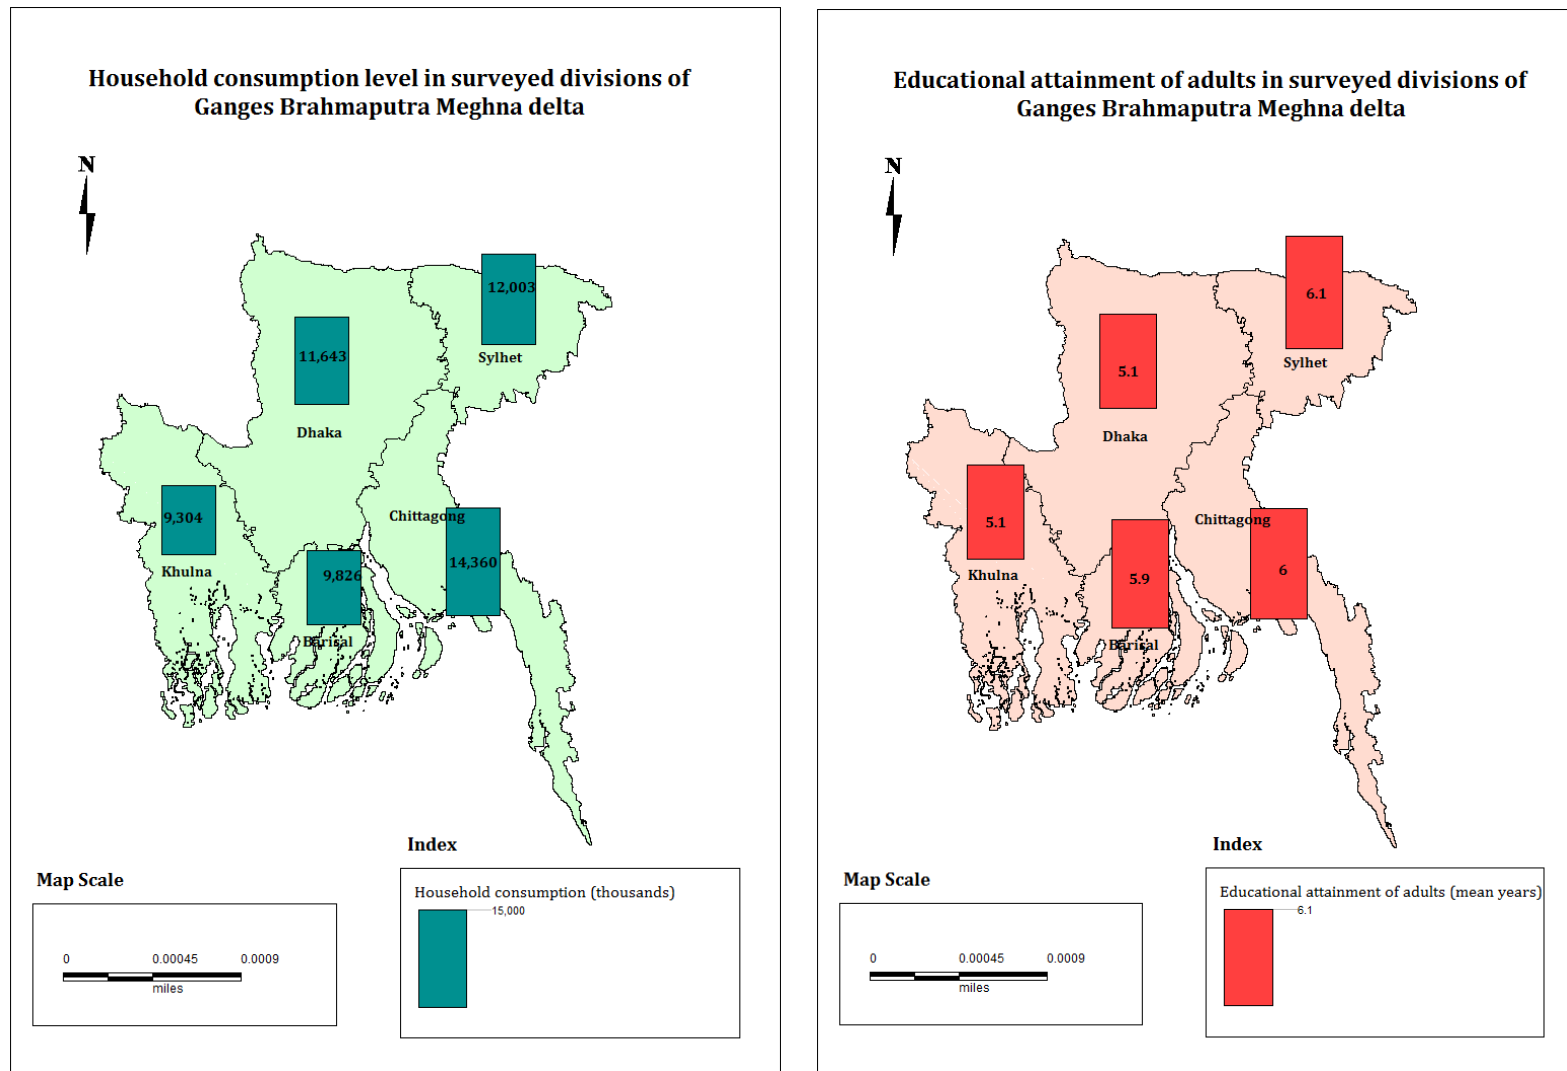 Household consumption level in surveyed divisions of
Ganges Brahmaputra Meghna delta
N
12,003
Sylhet
11,643
Dhaka
9,304
Khulna
Chittagong
14,360
9,826
Barisal
Index
Map Scale
Household consumption (thousands)
15,000
0 0.00045 0.0009
miles
Educational attainment of adults in surveyed divisions of
Ganges Brahmaputra Meghna delta
N
6.1
Sylhet
5.1
Dhaka
5.1
Khulna
Chittagong
6
5.9
Barisal
Index
Map Scale
Educational attainment of adults (mean years)
6.1
0 0.00045 0.0009
miles